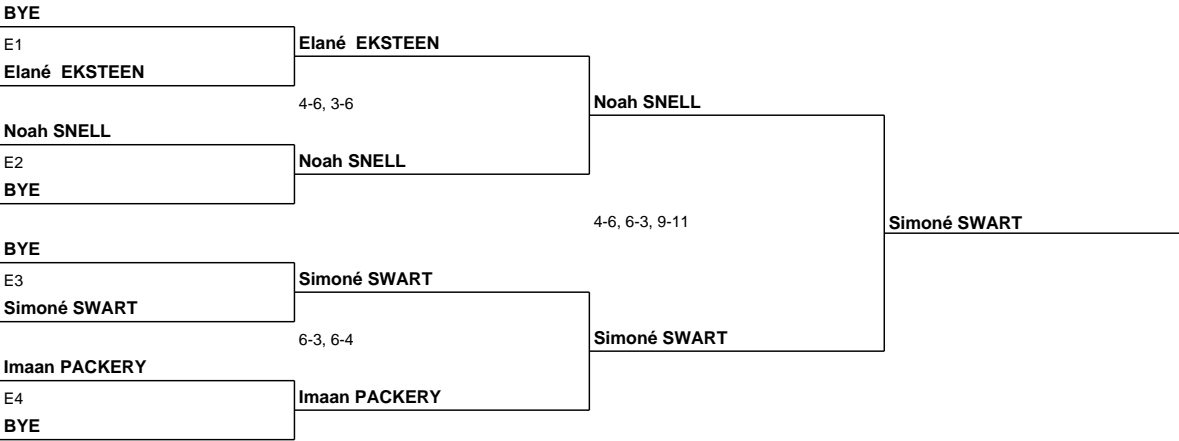 BYE
E1
Elané EKSTEEN
Elané EKSTEEN
4-6, 3-6
Noah SNELL
Noah SNELL
E2
Noah SNELL
BYE
4-6, 6-3, 9-11
Simoné SWART
BYE
E3
Simoné SWART
Simoné SWART
6-3, 6-4
Simoné SWART
Imaan PACKERY
E4
Imaan PACKERY
BYE